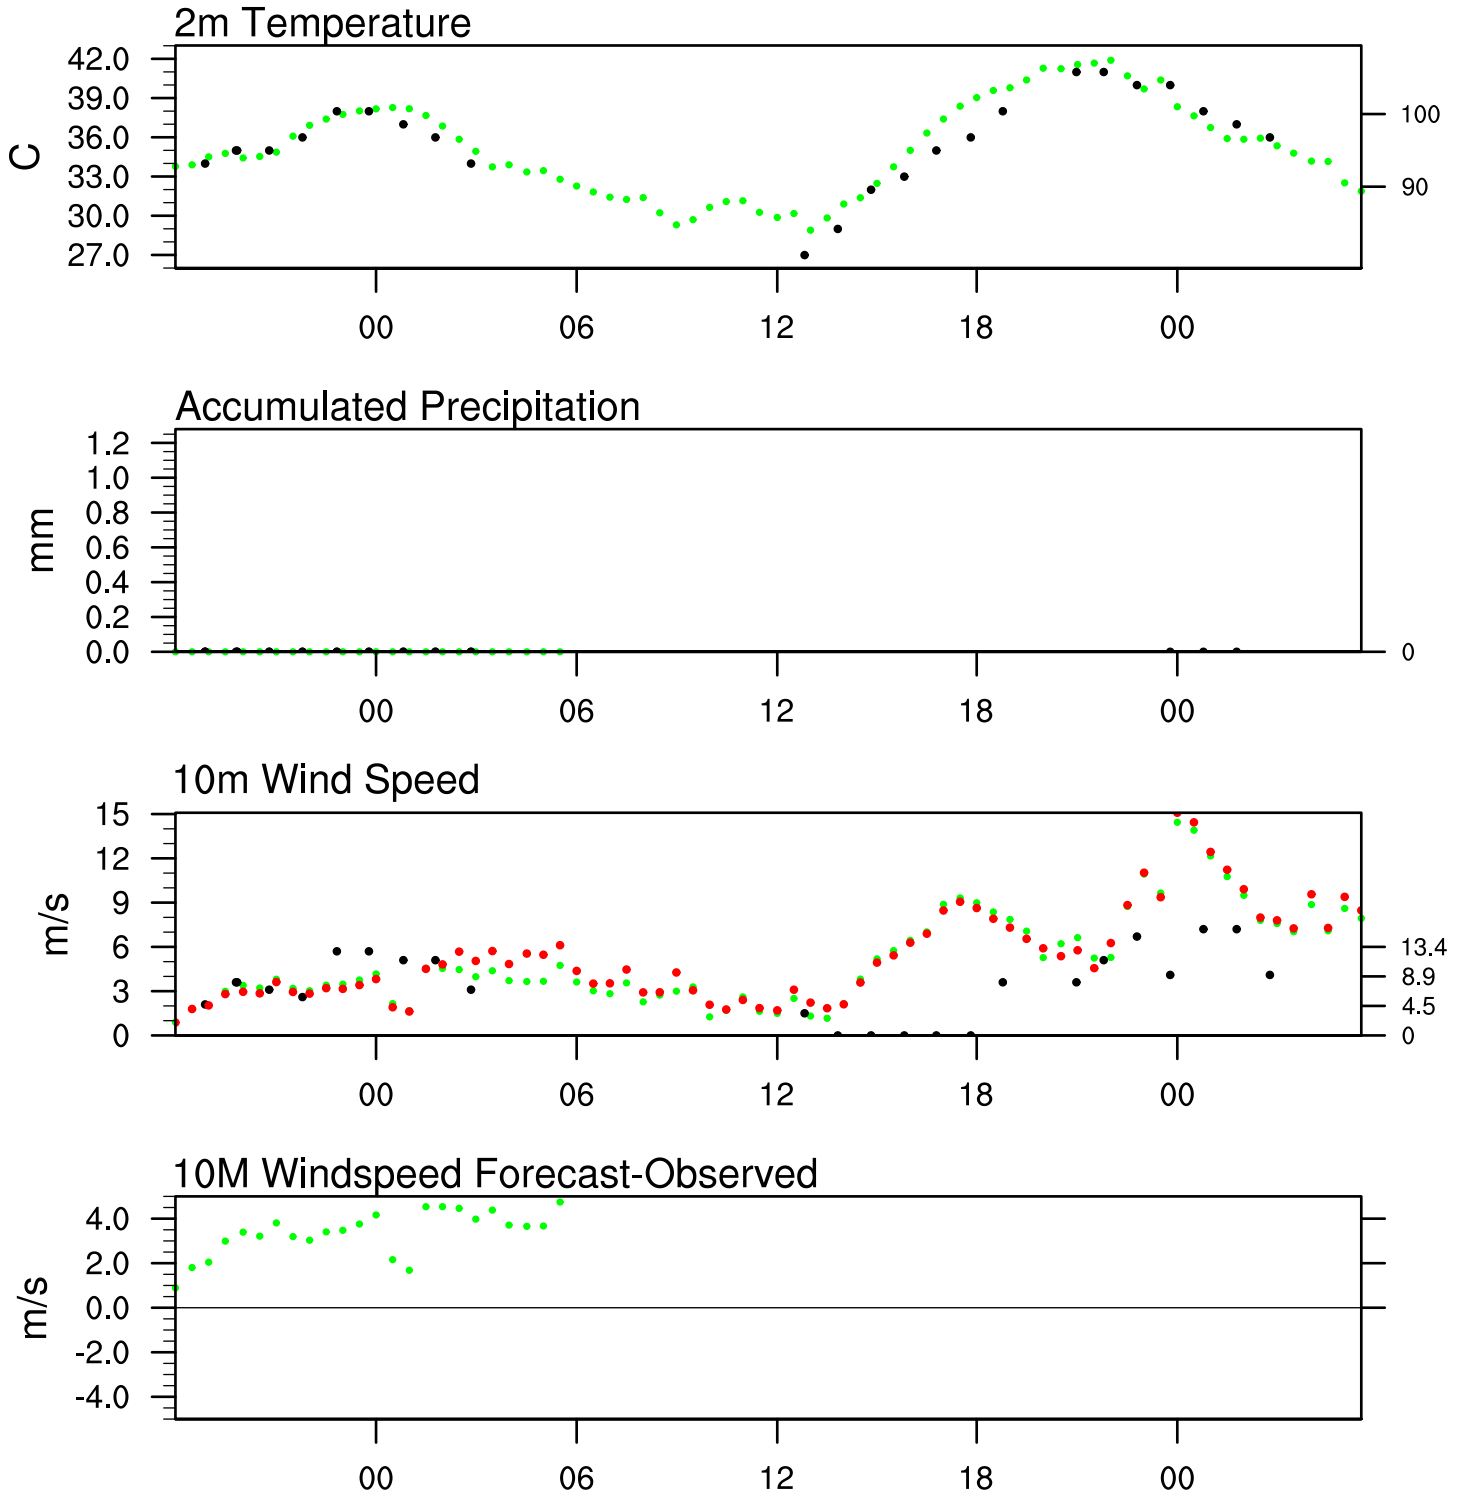 2m Temperature
42.0
39.0
36.0
33.0
30.0
27.0
C
100
90
00 06 12 18 00
Accumulated Precipitation
1.2
1.0
0.8
0.6
0.4
0.2
0.0
mm
0
00 06 12 18 00
10m Wind Speed
15
12
9
6
3
0
m/s
13.4
8.9
4.5
0
00 06 12 18 00
10M Windspeed Forecast-Observed
4.0
2.0
0.0
-2.0
-4.0
m/s
00 06 12 18 00